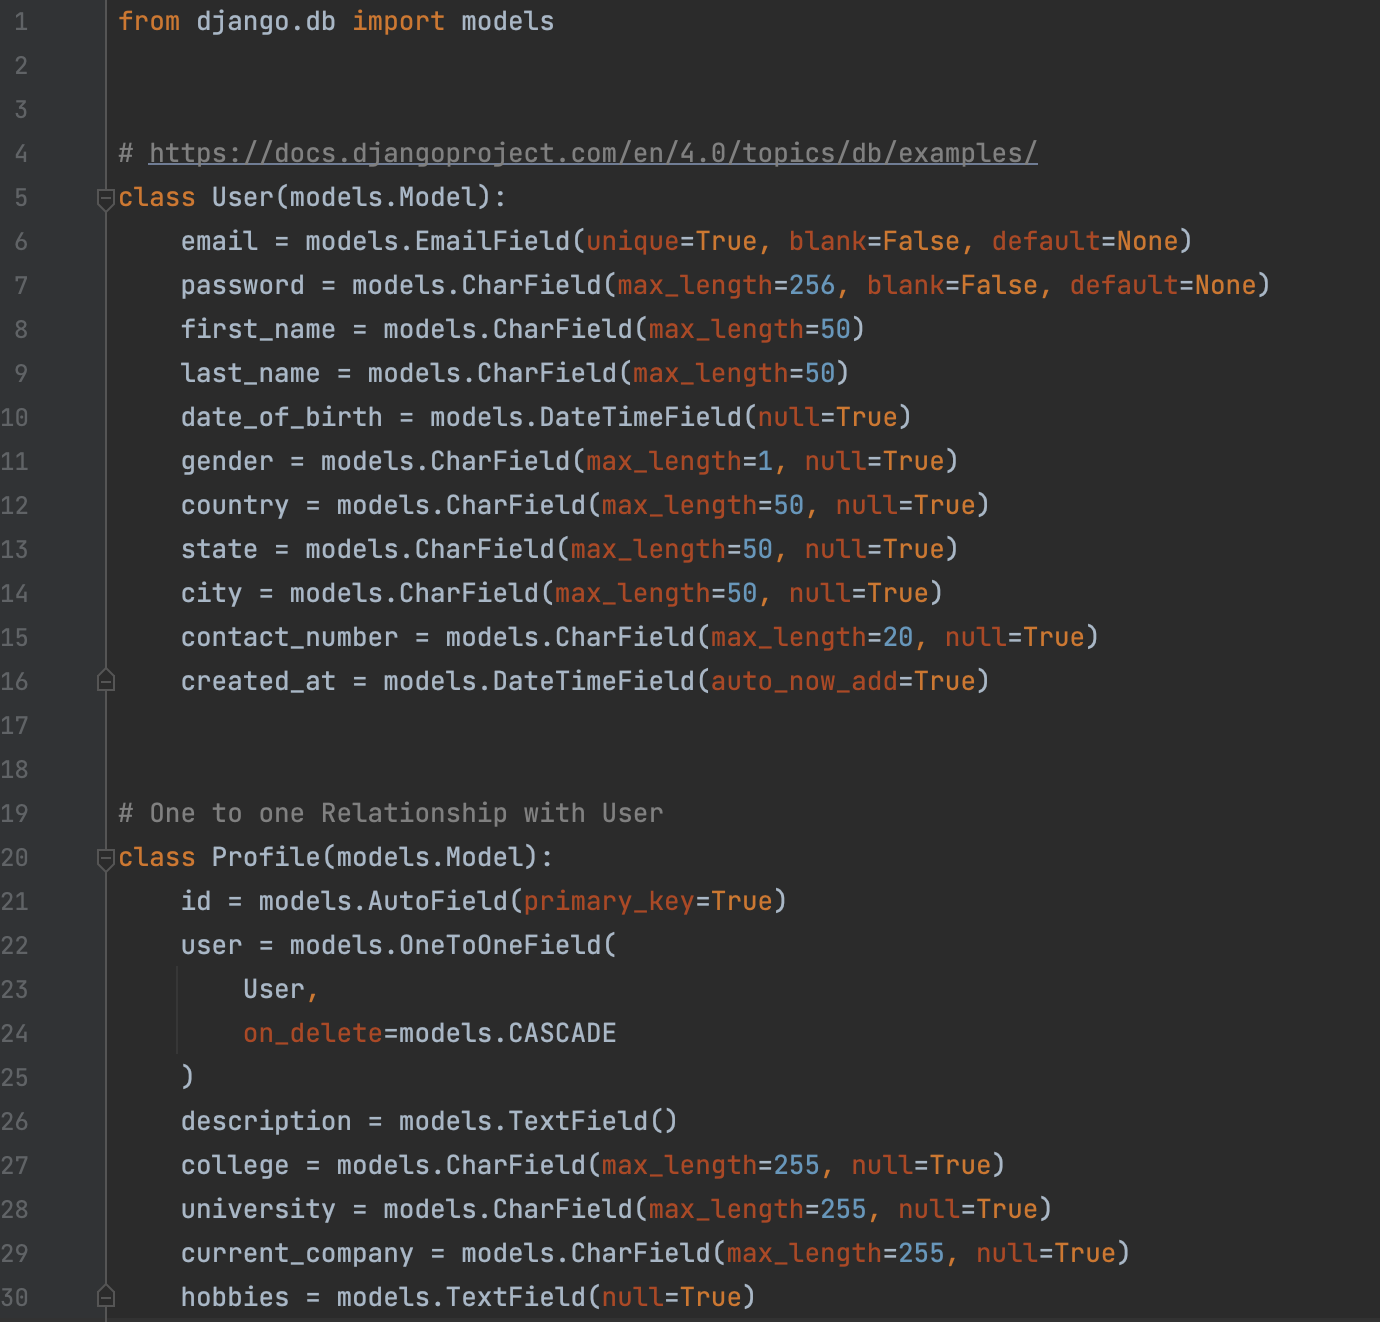 1 from django.db import models
2
3
4 # https://docs.djangoproject.com/en/4.0/topics/db/examples/
5 class User(models.Model):
6     email = models.EmailField(unique=True, blank=False, default=None)
7     password = models.CharField(max_length=256, blank=False, default=None)
8     first_name = models.CharField(max_length=50)
9     last_name = models.CharField(max_length=50)
10     date_of_birth = models.DateTimeField(null=True)
11     gender = models.CharField(max_length=1, null=True)
12     country = models.CharField(max_length=50, null=True)
13     state = models.CharField(max_length=50, null=True)
14     city = models.CharField(max_length=50, null=True)
15     contact_number = models.CharField(max_length=20, null=True)
16     created_at = models.DateTimeField(auto_now_add=True)
17
18
19 # One to one Relationship with User
20 class Profile(models.Model):
21     id = models.AutoField(primary_key=True)
22     user = models.OneToOneField(
23         User,
24         on_delete=models.CASCADE
25     )
26     description = models.TextField()
27     college = models.CharField(max_length=255, null=True)
28     university = models.CharField(max_length=255, null=True)
29     current_company = models.CharField(max_length=255, null=True)
30     hobbies = models.TextField(null=True)